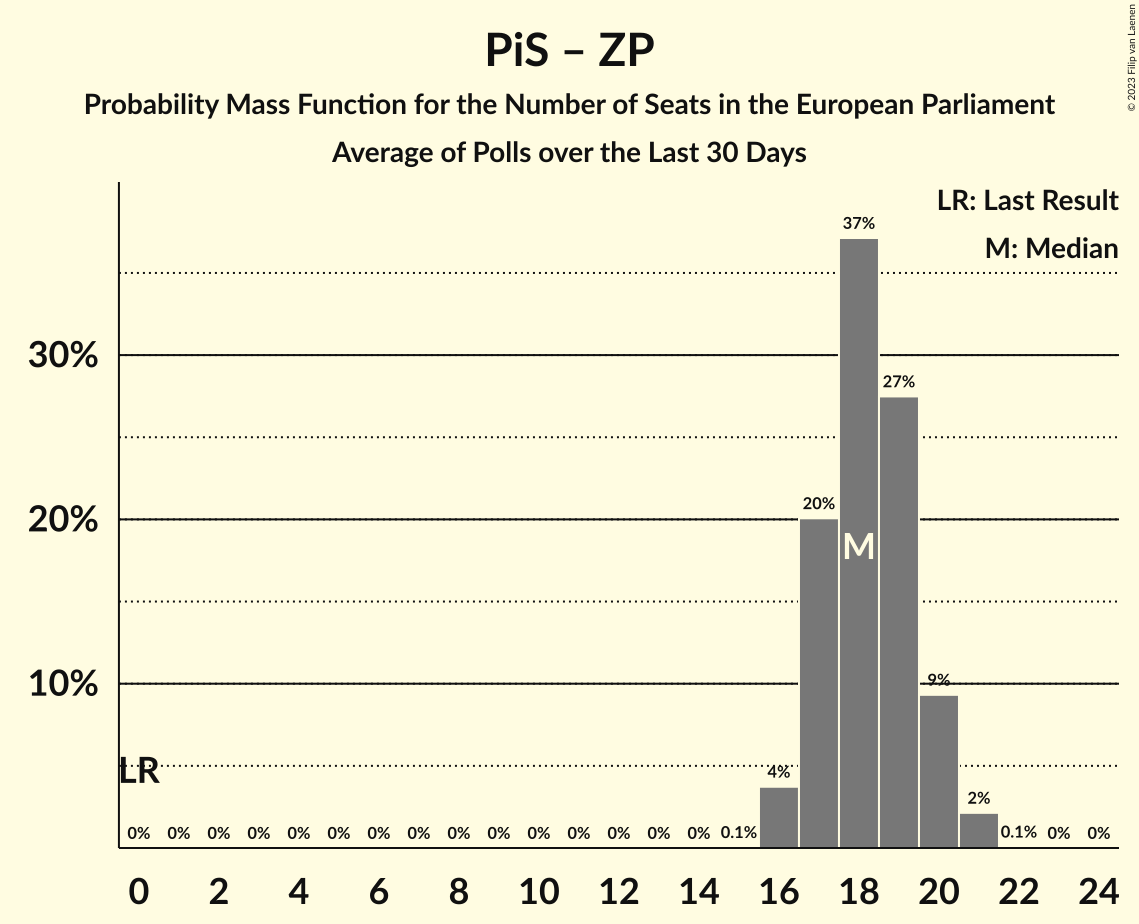 PiS – ZP
Probability Mass Function for the Number of Seats in the European Parliament
Average of Polls over the Last 30 Days
© 2023 Filip van Laenen
LR: Last Result
M: Median
37%
30%
27%
20%
20%
M
10%
9%
LR
4%
2%
0% 0% 0% 0% 0% 0% 0% 0% 0% 0% 0% 0% 0% 0% 0% 0.1% 0.1% 0% 0%
0 2 4 6 8 10 12 14 16 18 20 22 24